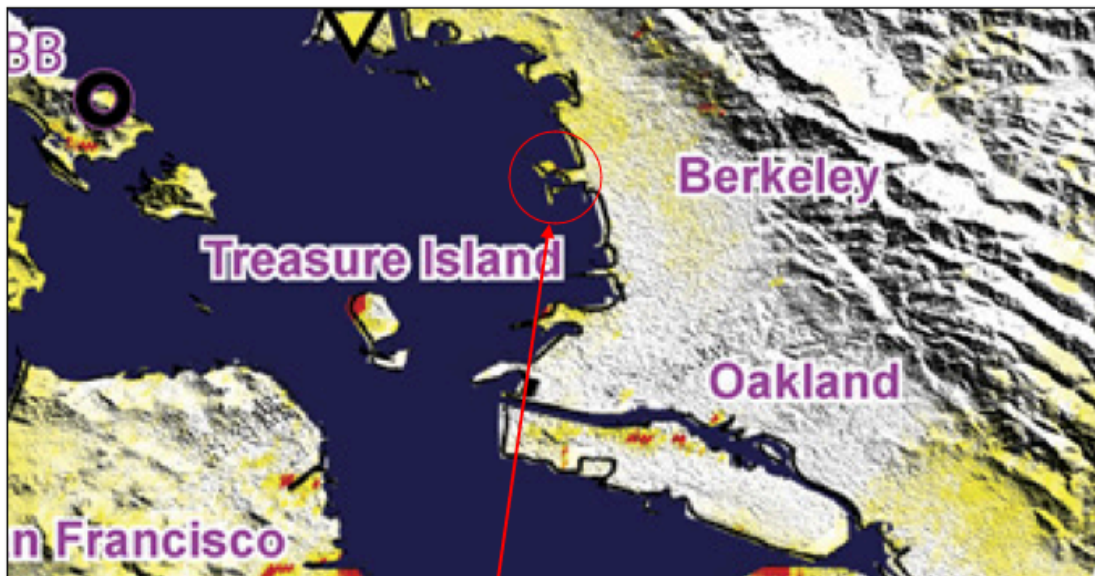 BB
Berkeley
Treasure Island
Oakland
n Francisco